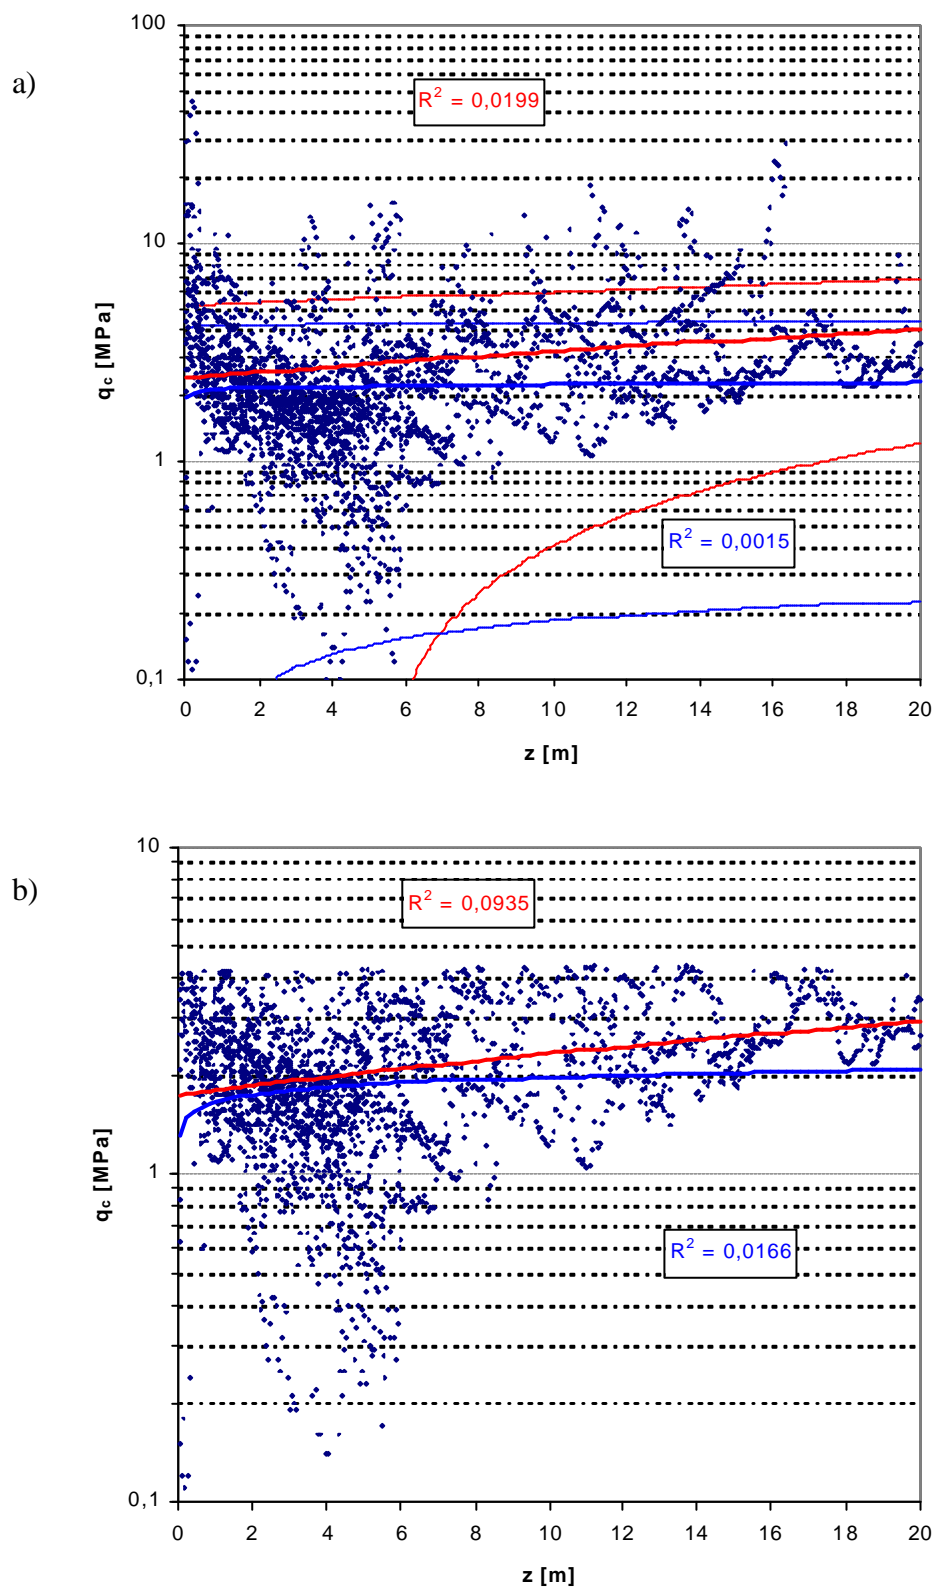 a)
100
10
1
0,1
q_c [MPa]
R² = 0,0199
R² = 0,0015
0 2 4 6 8 10 12 14 16 18 20
z [m]
b)
10
1
0,1
q_c [MPa]
R² = 0,0935
R² = 0,0166
0 2 4 6 8 10 12 14 16 18 20
z [m]